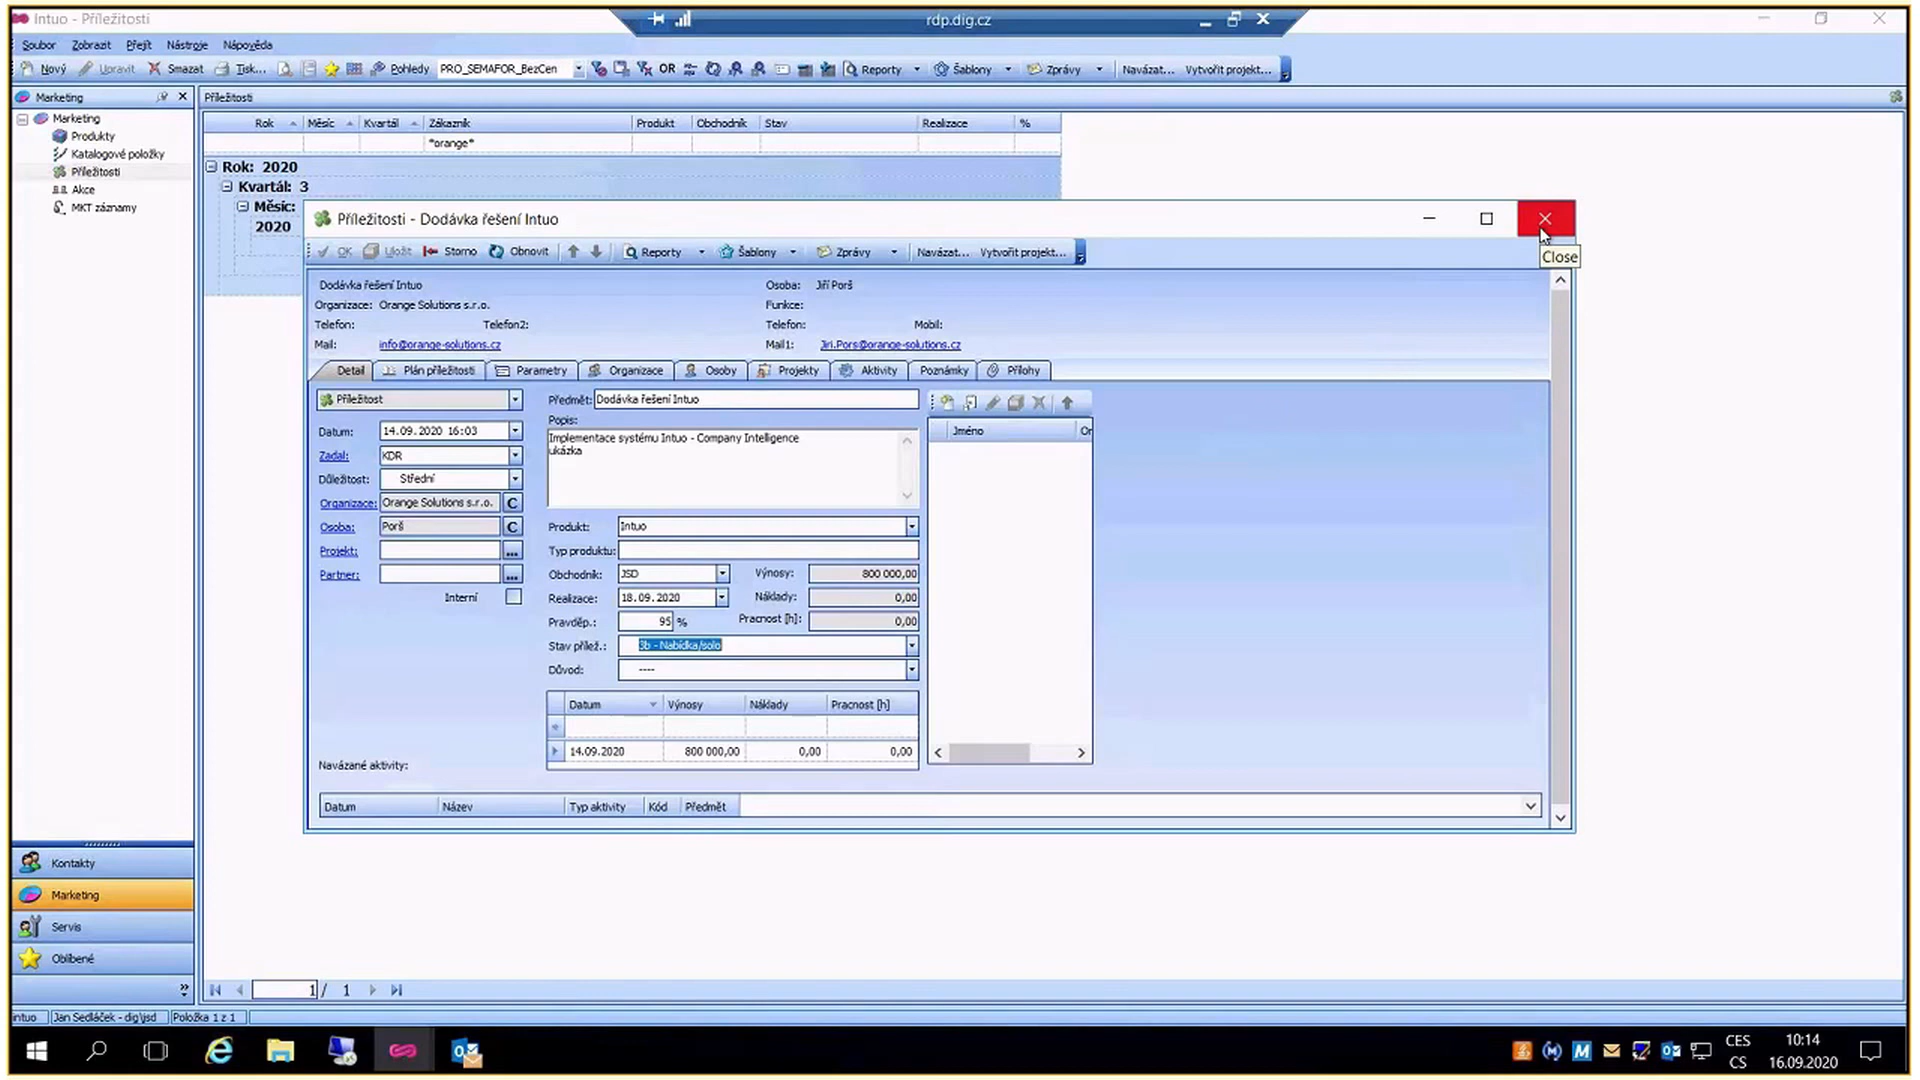 Intuo - Příležitosti
rdp.dig.cz
Soubor Zobrazit Přejít Nástroje Nápověda
Nový Upravit Smazat Tisk... Pohledy PRO_SEMAFOR_BezCen OR Reporty Šablony Zprávy Navázat... Vytvořit projekt...
Marketing
Příležitosti
Marketing
Produkty
Katalogové položky
Příležitosti
Akce
MKT záznamy
Rok Měsíc Kvartál Zákazník Produkt Obchodník Stav Realizace %
*orange*
Rok: 2020
Kvartál: 3
Měsíc:
2020
Příležitosti - Dodávka řešení Intuo
Close
OK Uložit Storno Obnovit Reporty Šablony Zprávy Navázat... Vytvořit projekt...
Dodávka řešení Intuo Osoba: Jiří Porš
Organizace: Orange Solutions s.r.o. Funkce:
Telefon: Telefon2: Telefon: Mobil:
Mail: info@orange-solutions.cz Mail1: Jiri.Pors@orange-solutions.cz
Detail Plán příležitosti Parametry Organizace Osoby Projekty Aktivity Poznámky Přílohy
Příležitost
Datum: 14.09.2020 16:03
Zadal: KDR
Důležitost: Střední
Organizace: Orange Solutions s.r.o. C
Osoba: Porš C
Projekt: ...
Partner: ...
Interní
Předmět: Dodávka řešení Intuo
Popis:
Implementace systému Intuo - Company Intelligence
ukázka
Produkt: Intuo
Typ produktu:
Obchodník: JSD Výnosy: 800 000,00
Realizace: 18.09.2020 Náklady: 0,00
Pravděp.: 95 % Pracnost [h]: 0,00
Stav přílež.: 3b - Nabídka/solo
Důvod: ----
Datum Výnosy Náklady Pracnost [h]
14.09.2020 800 000,00 0,00 0,00
Jméno Or
Navázané aktivity:
Datum Název Typ aktivity Kód Předmět
Kontakty
Marketing
Servis
Oblíbené
1 / 1
intuo Jan Sedláček - dig\jsd Položka 1 z 1
CES
CS
10:14
16.09.2020